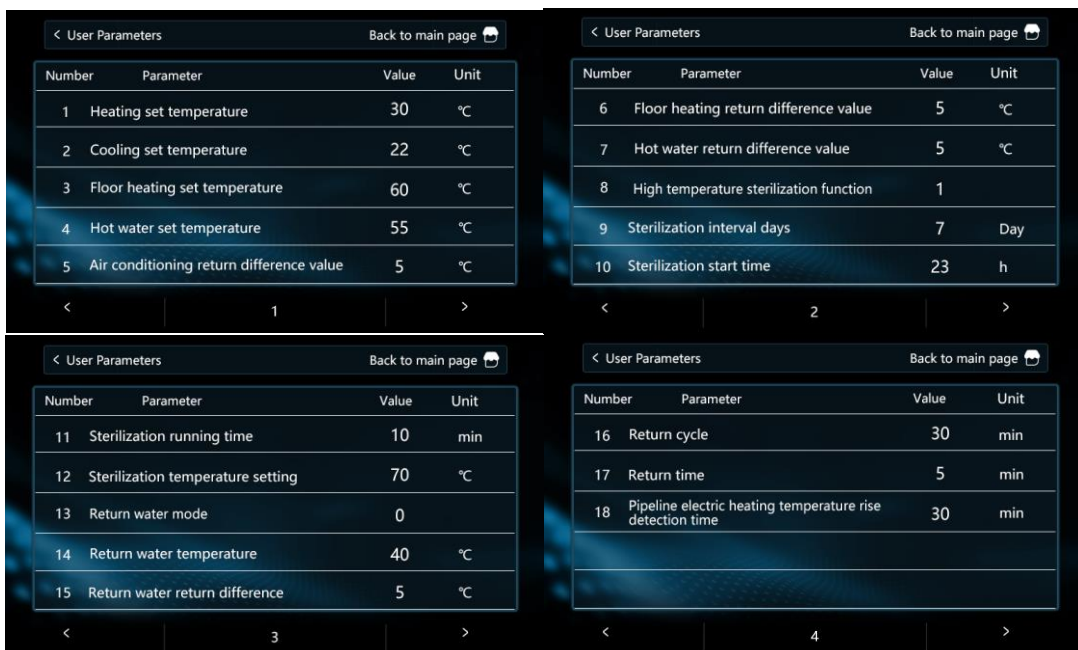 < User Parameters Back to main page
Number Parameter Value Unit
1 Heating set temperature 30 ℃
2 Cooling set temperature 22 ℃
3 Floor heating set temperature 60 ℃
4 Hot water set temperature 55 ℃
5 Air conditioning return difference value 5 ℃
< 1 >
< User Parameters Back to main page
Number Parameter Value Unit
6 Floor heating return difference value 5 ℃
7 Hot water return difference value 5 ℃
8 High temperature sterilization function 1
9 Sterilization interval days 7 Day
10 Sterilization start time 23 h
< 2 >
< User Parameters Back to main page
Number Parameter Value Unit
11 Sterilization running time 10 min
12 Sterilization temperature setting 70 ℃
13 Return water mode 0
14 Return water temperature 40 ℃
15 Return water return difference 5 ℃
< 3 >
< User Parameters Back to main page
Number Parameter Value Unit
16 Return cycle 30 min
17 Return time 5 min
18 Pipeline electric heating temperature rise
detection time 30 min
< 4 >